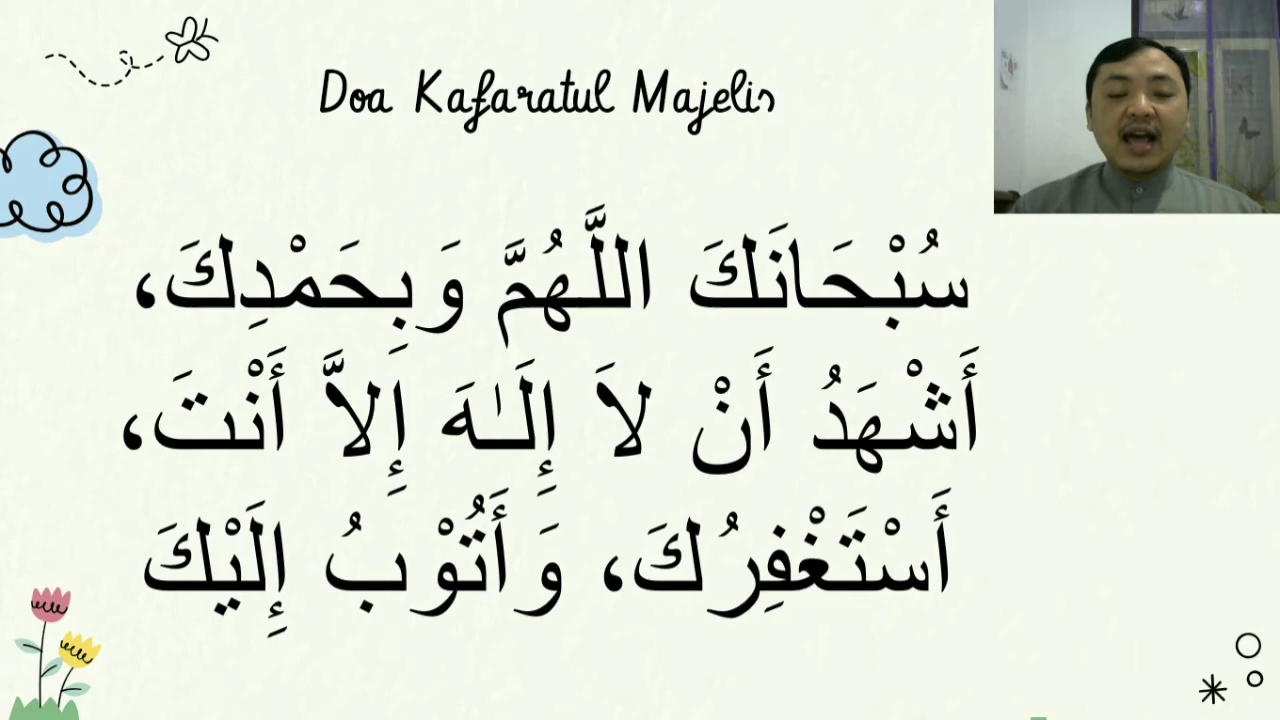 Doa Kafaratul Majelis
سُبْحَانَكَ اللَّهُمَّ وَبِحَمْدِكَ،
أَشْهَدُ أَنْ لاَ إِلَـٰهَ إِلاَّ أَنْتَ،
أَسْتَغْفِرُكَ، وَأَتُوْبُ إِلَيْكَ